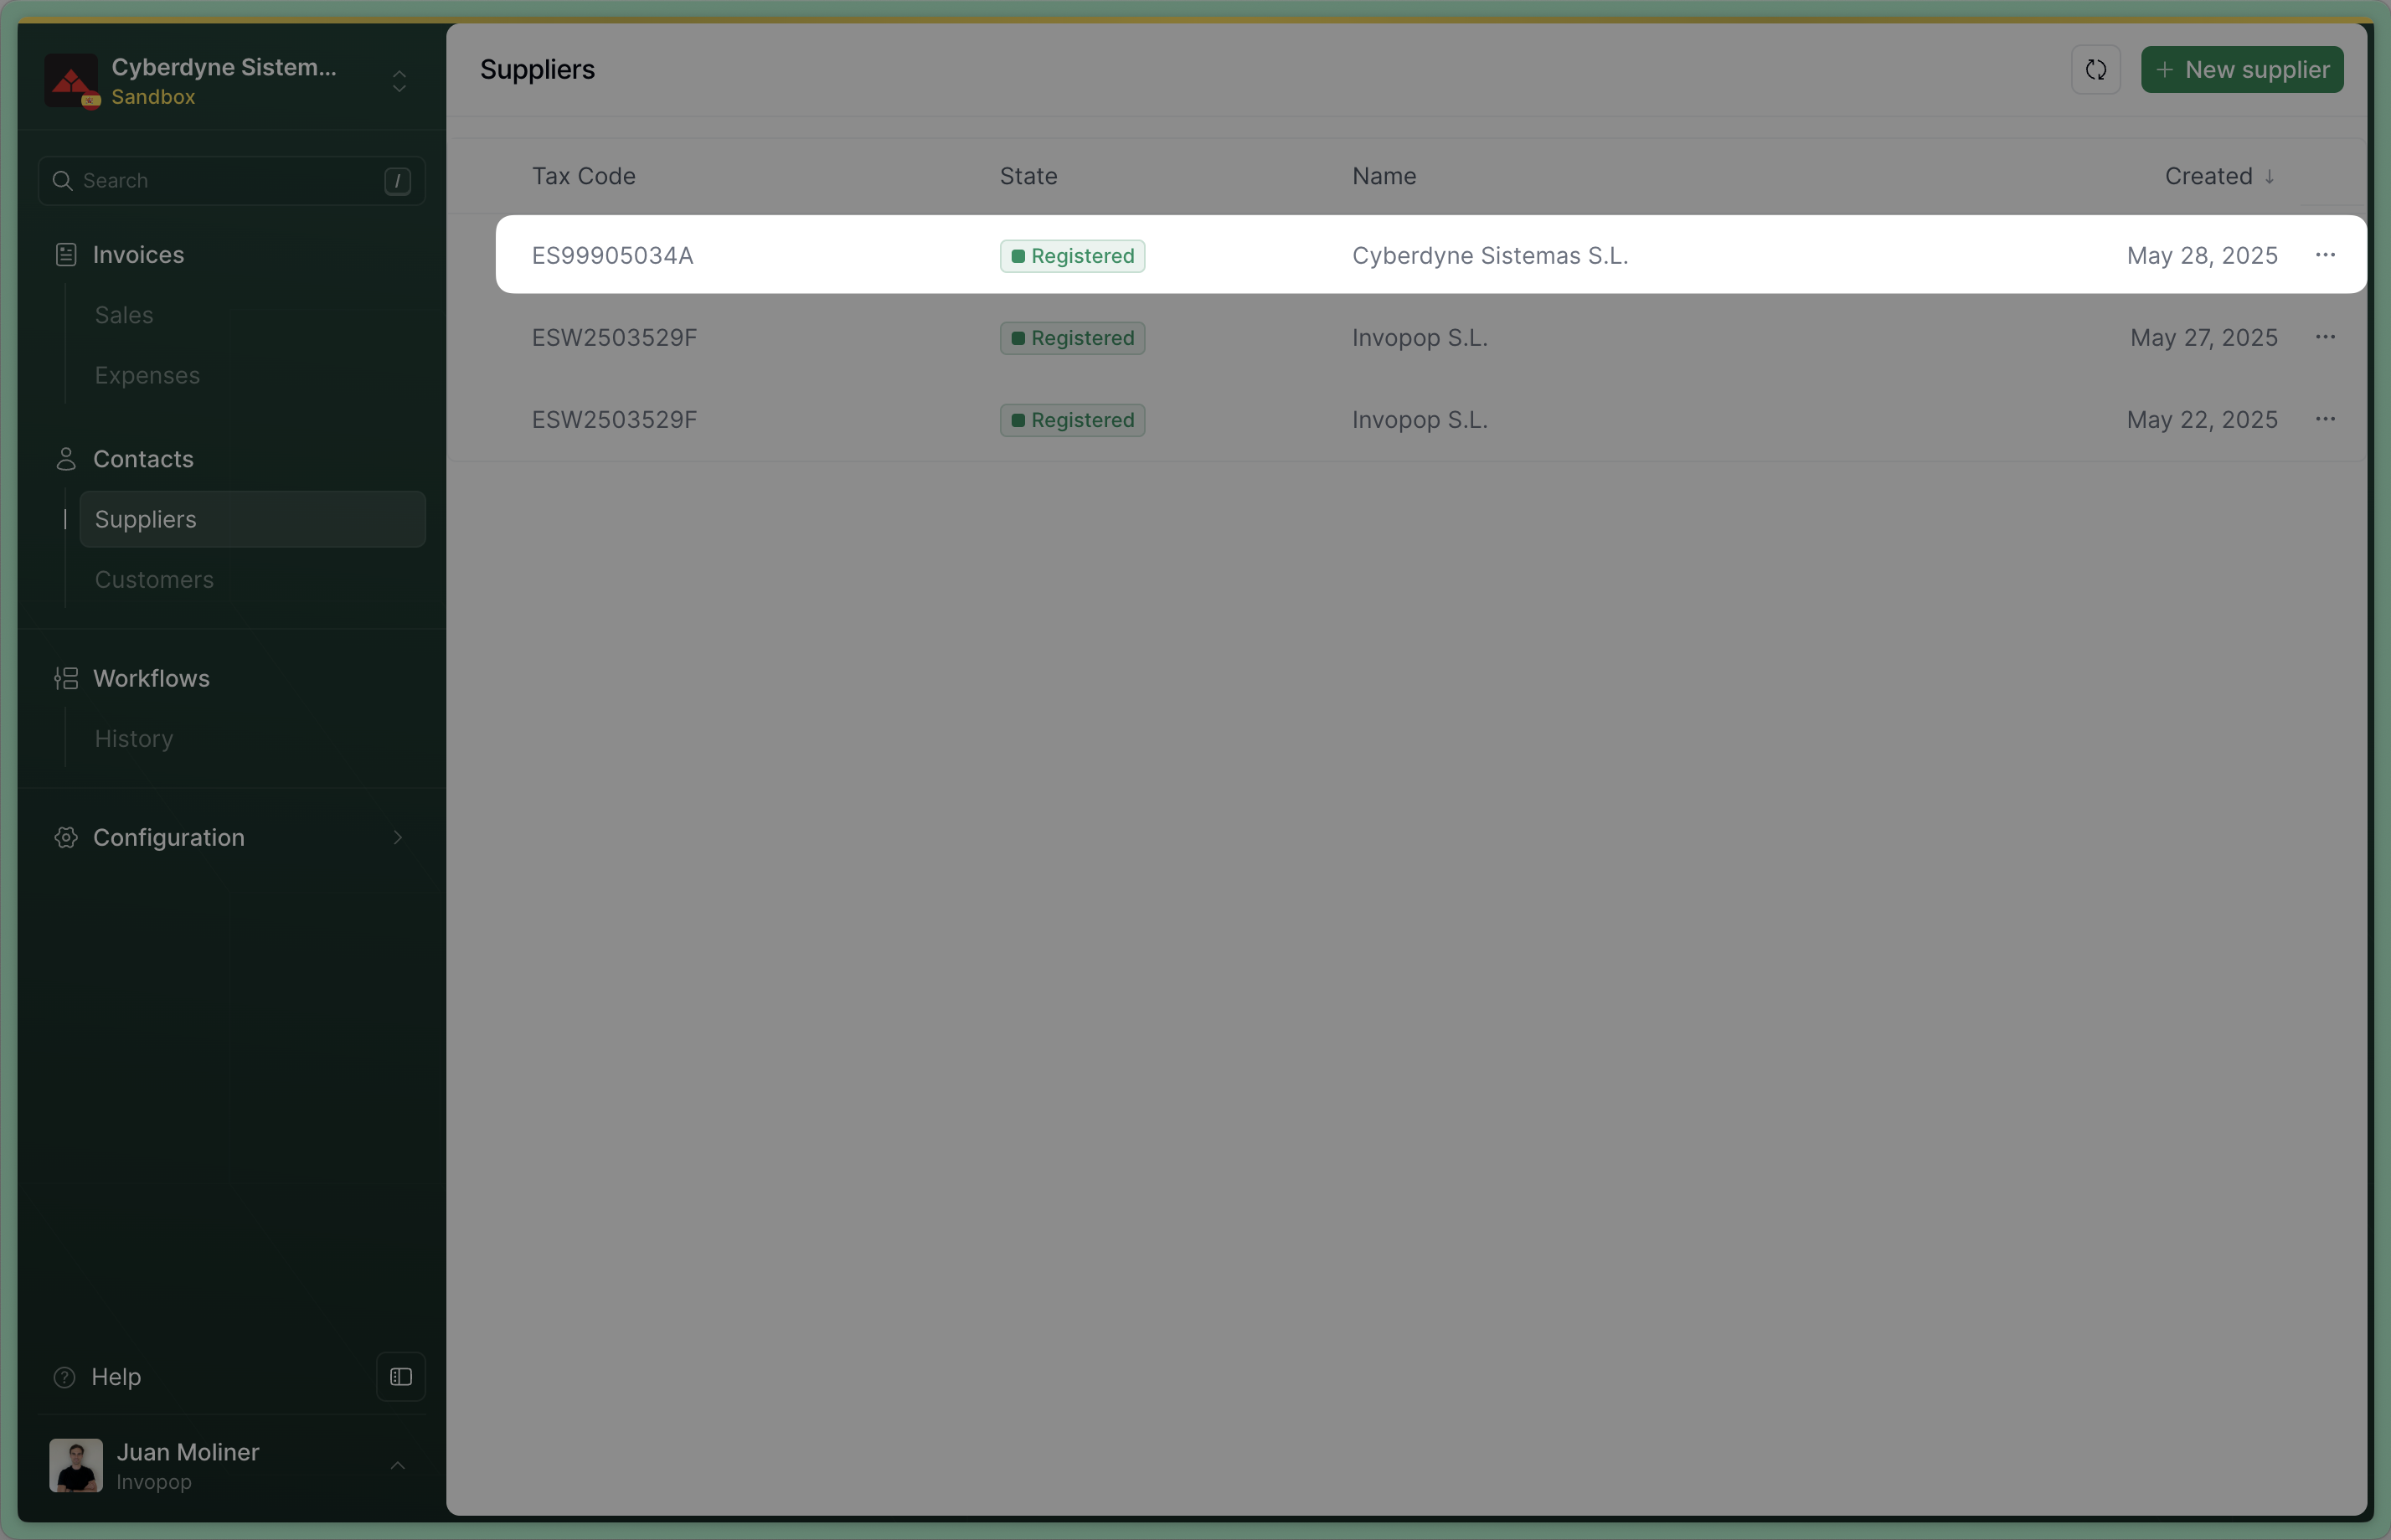 Cyberdyne Sistem...
Sandbox
Search /
Invoices
Sales
Expenses
Contacts
Suppliers
Customers
Workflows
History
Configuration
Help
Juan Moliner
Invopop
Suppliers
New supplier
Tax Code State Name Created ↓
ES99905034A Registered Cyberdyne Sistemas S.L. May 28, 2025
ESW2503529F Registered Invopop S.L. May 27, 2025
ESW2503529F Registered Invopop S.L. May 22, 2025